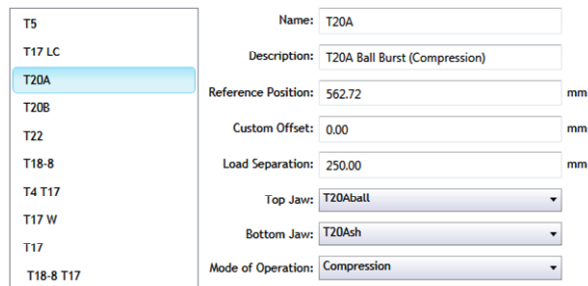 T5
T17 LC
T20A
T20B
T22
T18-8
T4 T17
T17 W
T17
T18-8 T17
Name: T20A
Description: T20A Ball Burst (Compression)
Reference Position: 562.72 mm
Custom Offset: 0.00 mm
Load Separation: 250.00 mm
Top Jaw: T20Aball
Bottom Jaw: T20Ash
Mode of Operation: Compression